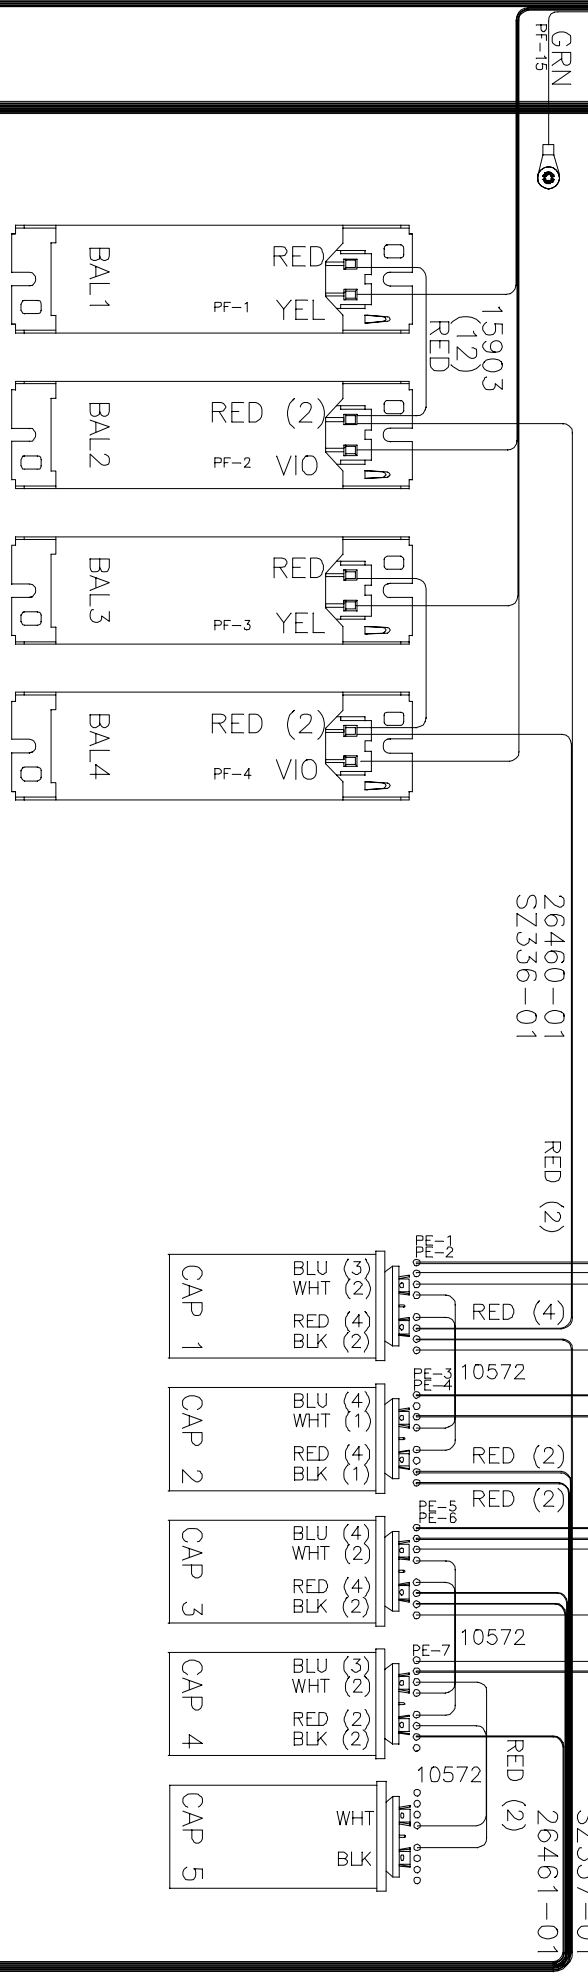 GRN
PF-15
BAL1
RED
PF-1 YEL
15903
(12)
RED
BAL2
RED (2)
PF-2 VIO
BAL3
RED
PF-3 YEL
BAL4
RED (2)
PF-4 VIO
26460-01
SZ336-01
RED (2)
PE-1
PE-2
CAP 1
BLU (3)
WHT (2)
RED (4)
BLK (2)
RED (4)
10572
PE-3
PE-4
CAP 2
BLU (4)
WHT (1)
RED (4)
BLK (1)
RED (2)
RED (2)
PE-5
PE-6
CAP 3
BLU (4)
WHT (2)
RED (4)
BLK (2)
10572
PE-7
CAP 4
BLU (3)
WHT (2)
RED (2)
BLK (2)
RED (2)
10572
CAP 5
WHT
BLK
26461-01